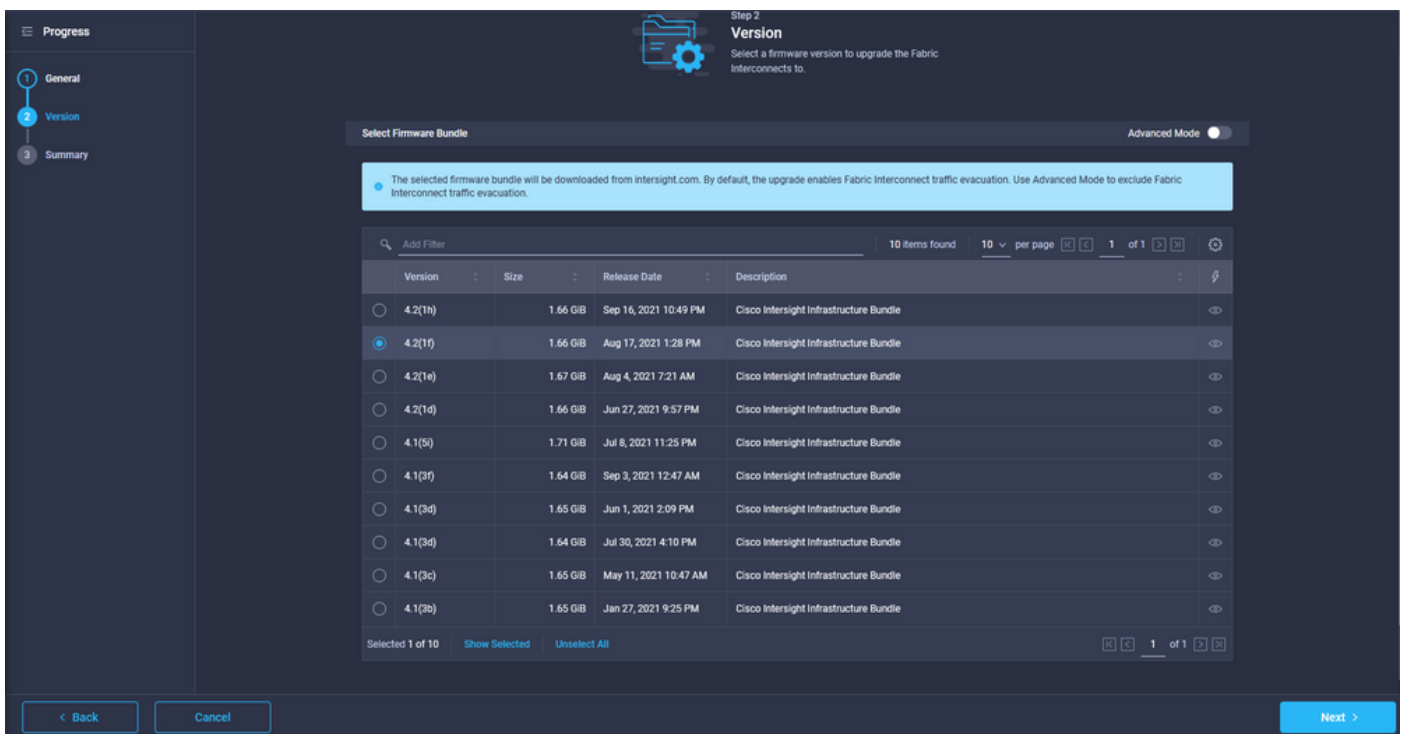 Progress
1 General
2 Version
3 Summary
Step 2
Version
Select a firmware version to upgrade the Fabric
Interconnects to.
Select Firmware Bundle Advanced Mode
The selected firmware bundle will be downloaded from intersight.com. By default, the upgrade enables Fabric Interconnect traffic evacuation. Use Advanced Mode to exclude Fabric
Interconnect traffic evacuation.
Add Filter 10 items found 10 per page 1 of 1
Version Size Release Date Description
4.2(1h) 1.66 GiB Sep 16, 2021 10:49 PM Cisco Intersight Infrastructure Bundle
4.2(1f) 1.66 GiB Aug 17, 2021 1:28 PM Cisco Intersight Infrastructure Bundle
4.2(1e) 1.67 GiB Aug 4, 2021 7:21 AM Cisco Intersight Infrastructure Bundle
4.2(1d) 1.66 GiB Jun 27, 2021 9:57 PM Cisco Intersight Infrastructure Bundle
4.1(5i) 1.71 GiB Jul 8, 2021 11:25 PM Cisco Intersight Infrastructure Bundle
4.1(3f) 1.64 GiB Sep 3, 2021 12:47 AM Cisco Intersight Infrastructure Bundle
4.1(3d) 1.65 GiB Jun 1, 2021 2:09 PM Cisco Intersight Infrastructure Bundle
4.1(3d) 1.64 GiB Jul 30, 2021 4:10 PM Cisco Intersight Infrastructure Bundle
4.1(3c) 1.65 GiB May 11, 2021 10:47 AM Cisco Intersight Infrastructure Bundle
4.1(3b) 1.65 GiB Jan 27, 2021 9:25 PM Cisco Intersight Infrastructure Bundle
Selected 1 of 10 Show Selected Unselect All 1 of 1
< Back Cancel Next >